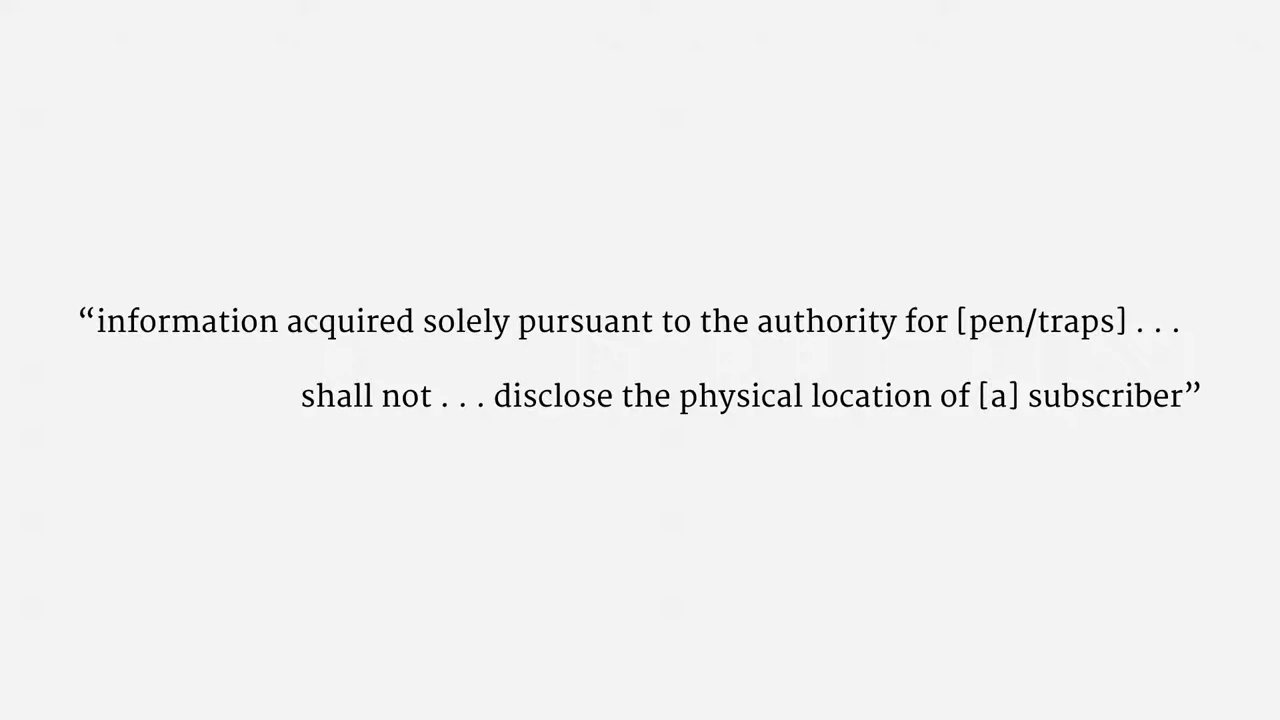 “information acquired solely pursuant to the authority for [pen/traps] . . .
shall not . . . disclose the physical location of [a] subscriber”